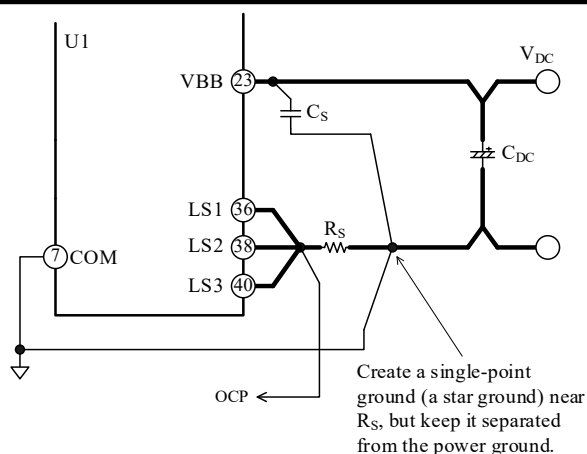 U1
V_DC
VBB 23
C_S
C_DC
LS1 36
R_S
LS2 38
7 COM
LS3 40
OCP
Create a single-point
ground (a star ground) near
R_S, but keep it separated
from the power ground.